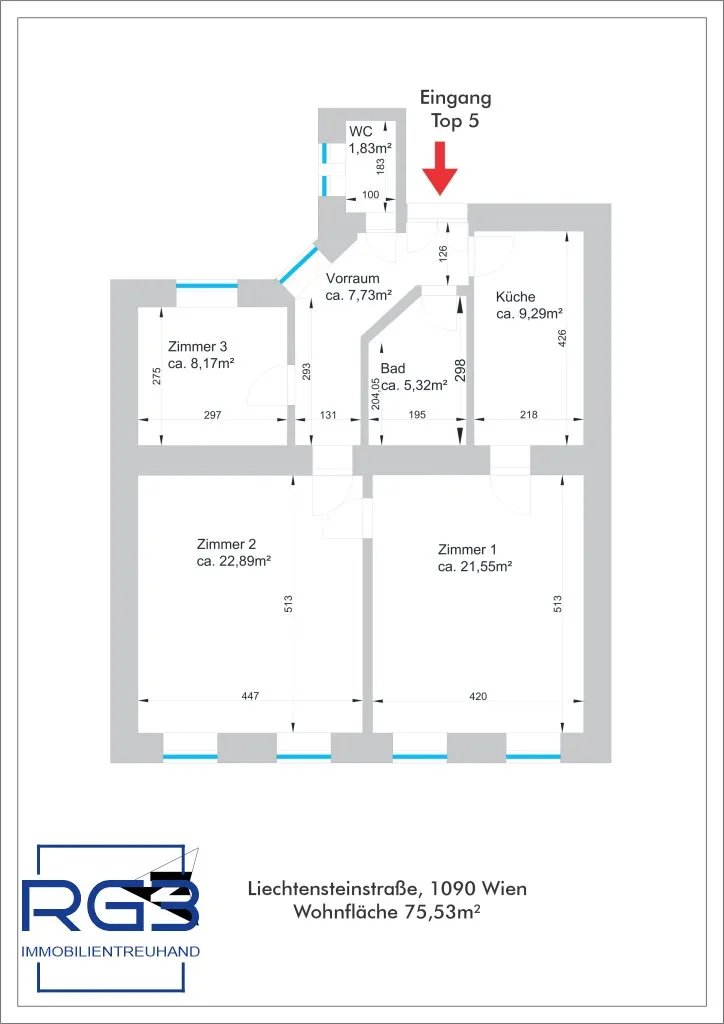 Eingang
Top 5
WC
1,83m²
183
100
126
Vorraum
ca. 7,73m²
Küche
ca. 9,29m²
426
Zimmer 3
ca. 8,17m²
275
297
293
131
Bad
ca. 5,32m²
204.05
298
195
218
Zimmer 2
ca. 22,89m²
513
447
Zimmer 1
ca. 21,55m²
513
420
RG3
IMMOBILIENTREUHAND
Liechtensteinstraße, 1090 Wien
Wohnfläche 75,53m²